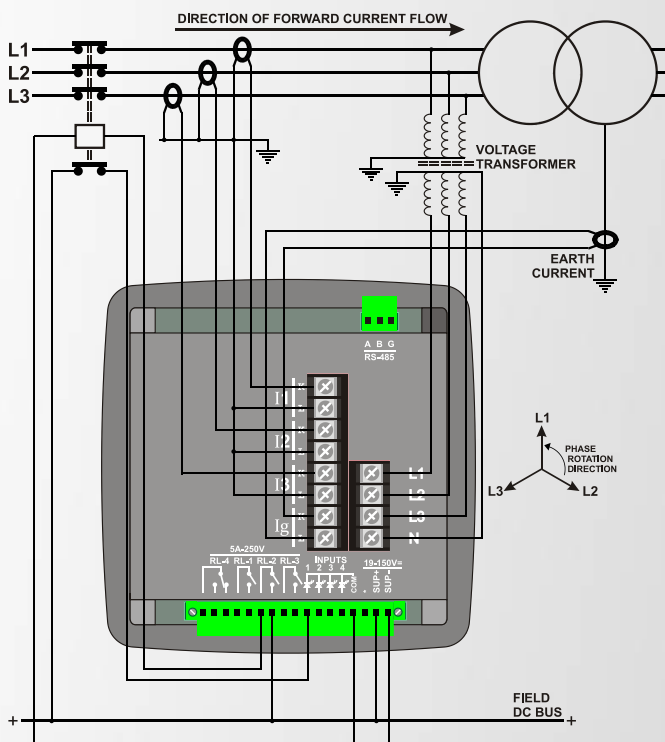 DIRECTION OF FORWARD CURRENT FLOW
L1
L2
L3
VOLTAGE
TRANSFORMER
EARTH
CURRENT
A B G
RS-485
I1 K
L
I2 K
L
I3 K
L
Ig K
L
L1
L2
L3
N
L1
PHASE
ROTATION
DIRECTION
L3 L2
5A-250V
RL-4 RL-1 RL-2 RL-3
INPUTS
1 2 3 4
COM
19-150V=
SUP+
SUP-
FIELD
DC BUS
+ +